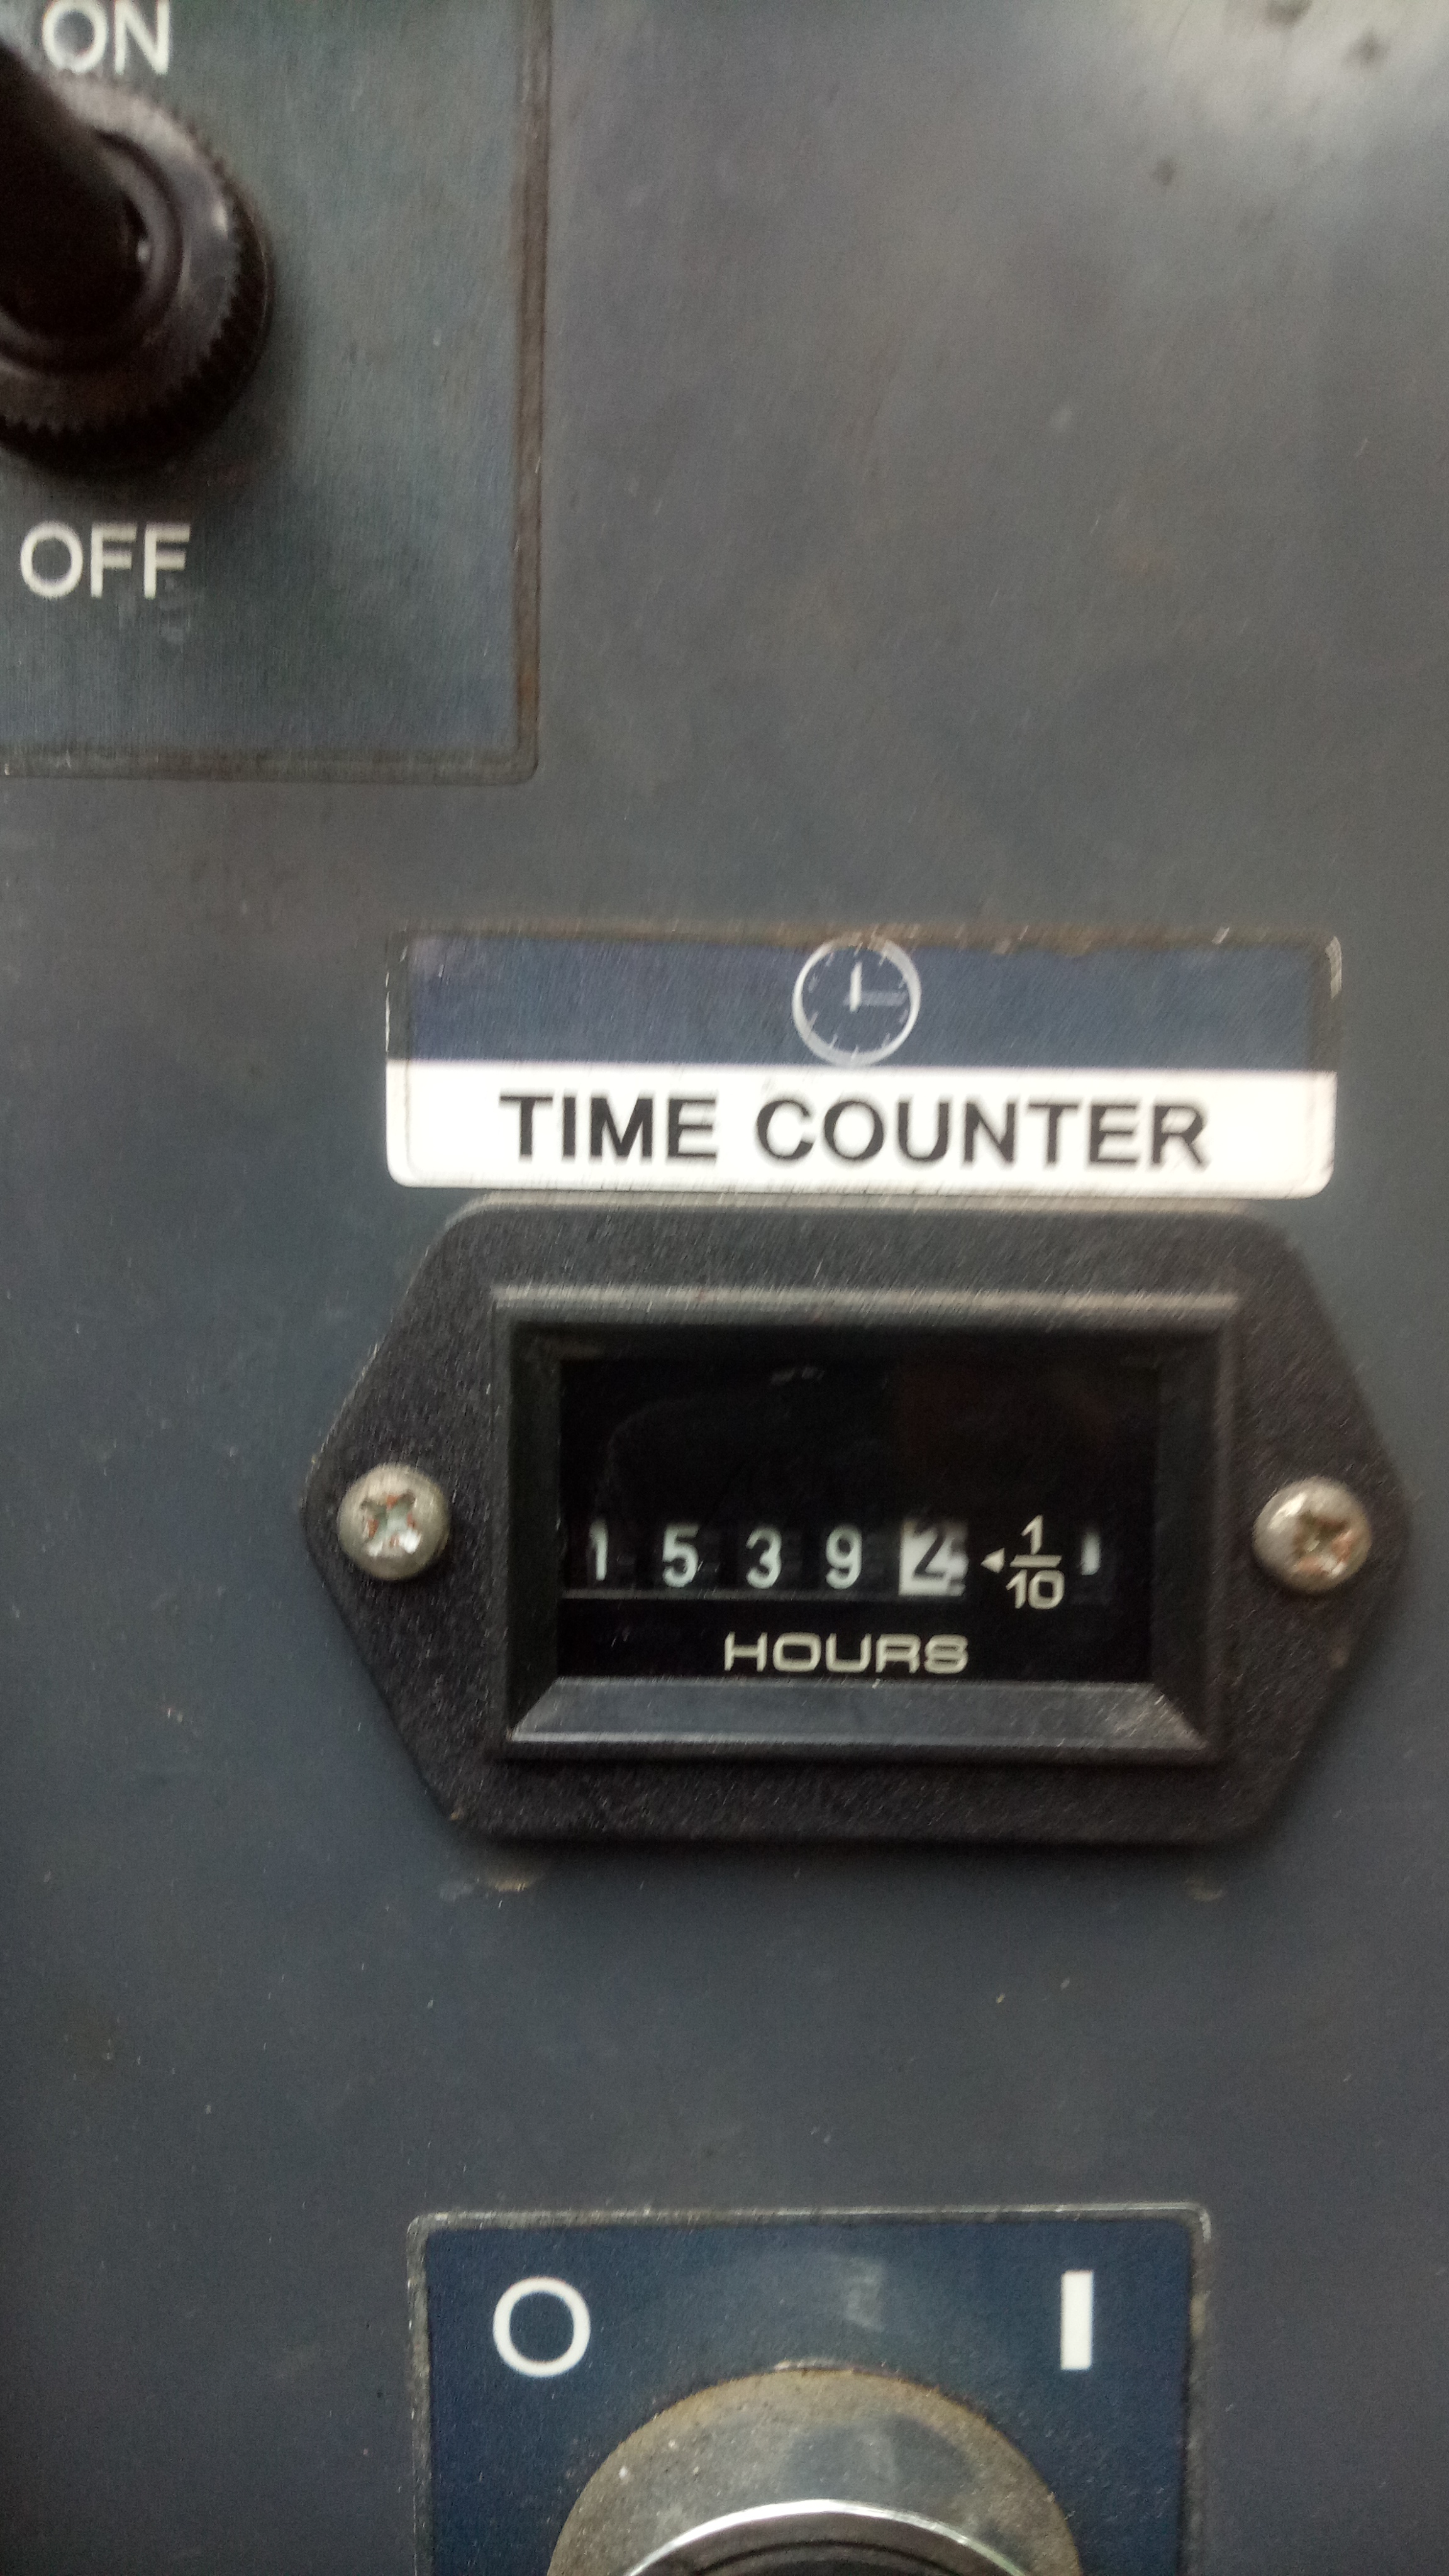 ON
OFF
TIME COUNTER
1 5 3 9 4 ◄ 1/10
HOURS
O I